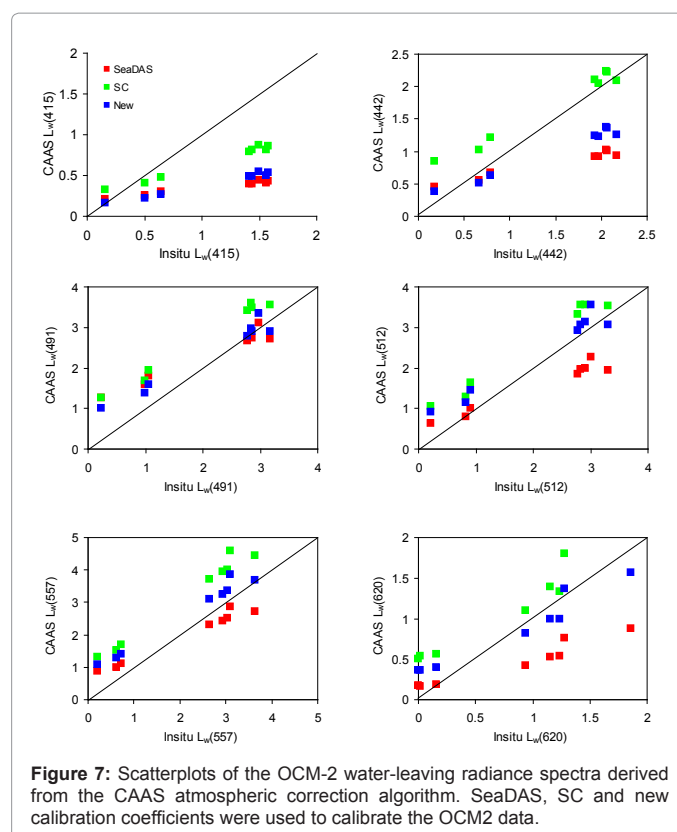 2
1.5
1
0.5
0
0 0.5 1 1.5 2
CAAS Lw(415)
Insitu Lw(415)
SeaDAS
SC
New
2.5
2
1.5
1
0.5
0
0 0.5 1 1.5 2 2.5
CAAS Lw(442)
Insitu Lw(442)
4
3
2
1
0
0 1 2 3 4
CAAS Lw(491)
Insitu Lw(491)
4
3
2
1
0
0 1 2 3 4
CAAS Lw(512)
Insitu Lw(512)
5
4
3
2
1
0
0 1 2 3 4 5
CAAS Lw(557)
Insitu Lw(557)
2
1.5
1
0.5
0
0 0.5 1 1.5 2
CAAS Lw(620)
Insitu Lw(620)
Figure 7: Scatterplots of the OCM-2 water-leaving radiance spectra derived
from the CAAS atmospheric correction algorithm. SeaDAS, SC and new
calibration coefficients were used to calibrate the OCM2 data.